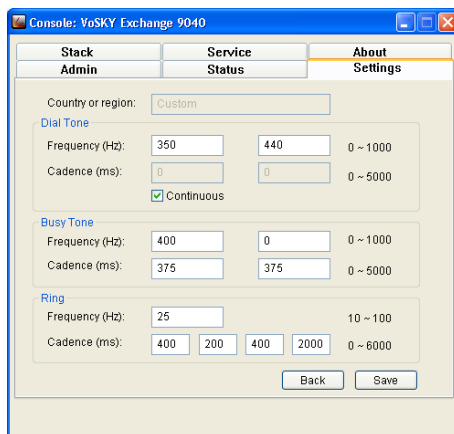 Console: VoSKY Exchange 9040
Stack Service About
Admin Status Settings
Country or region: Custom
Dial Tone
Frequency (Hz): 350 440 0 ~ 1000
Cadence (ms): 0 0 0 ~ 5000
Continuous
Busy Tone
Frequency (Hz): 400 0 0 ~ 1000
Cadence (ms): 375 375 0 ~ 5000
Ring
Frequency (Hz): 25 10 ~ 100
Cadence (ms): 400 200 400 2000 0 ~ 6000
Back Save